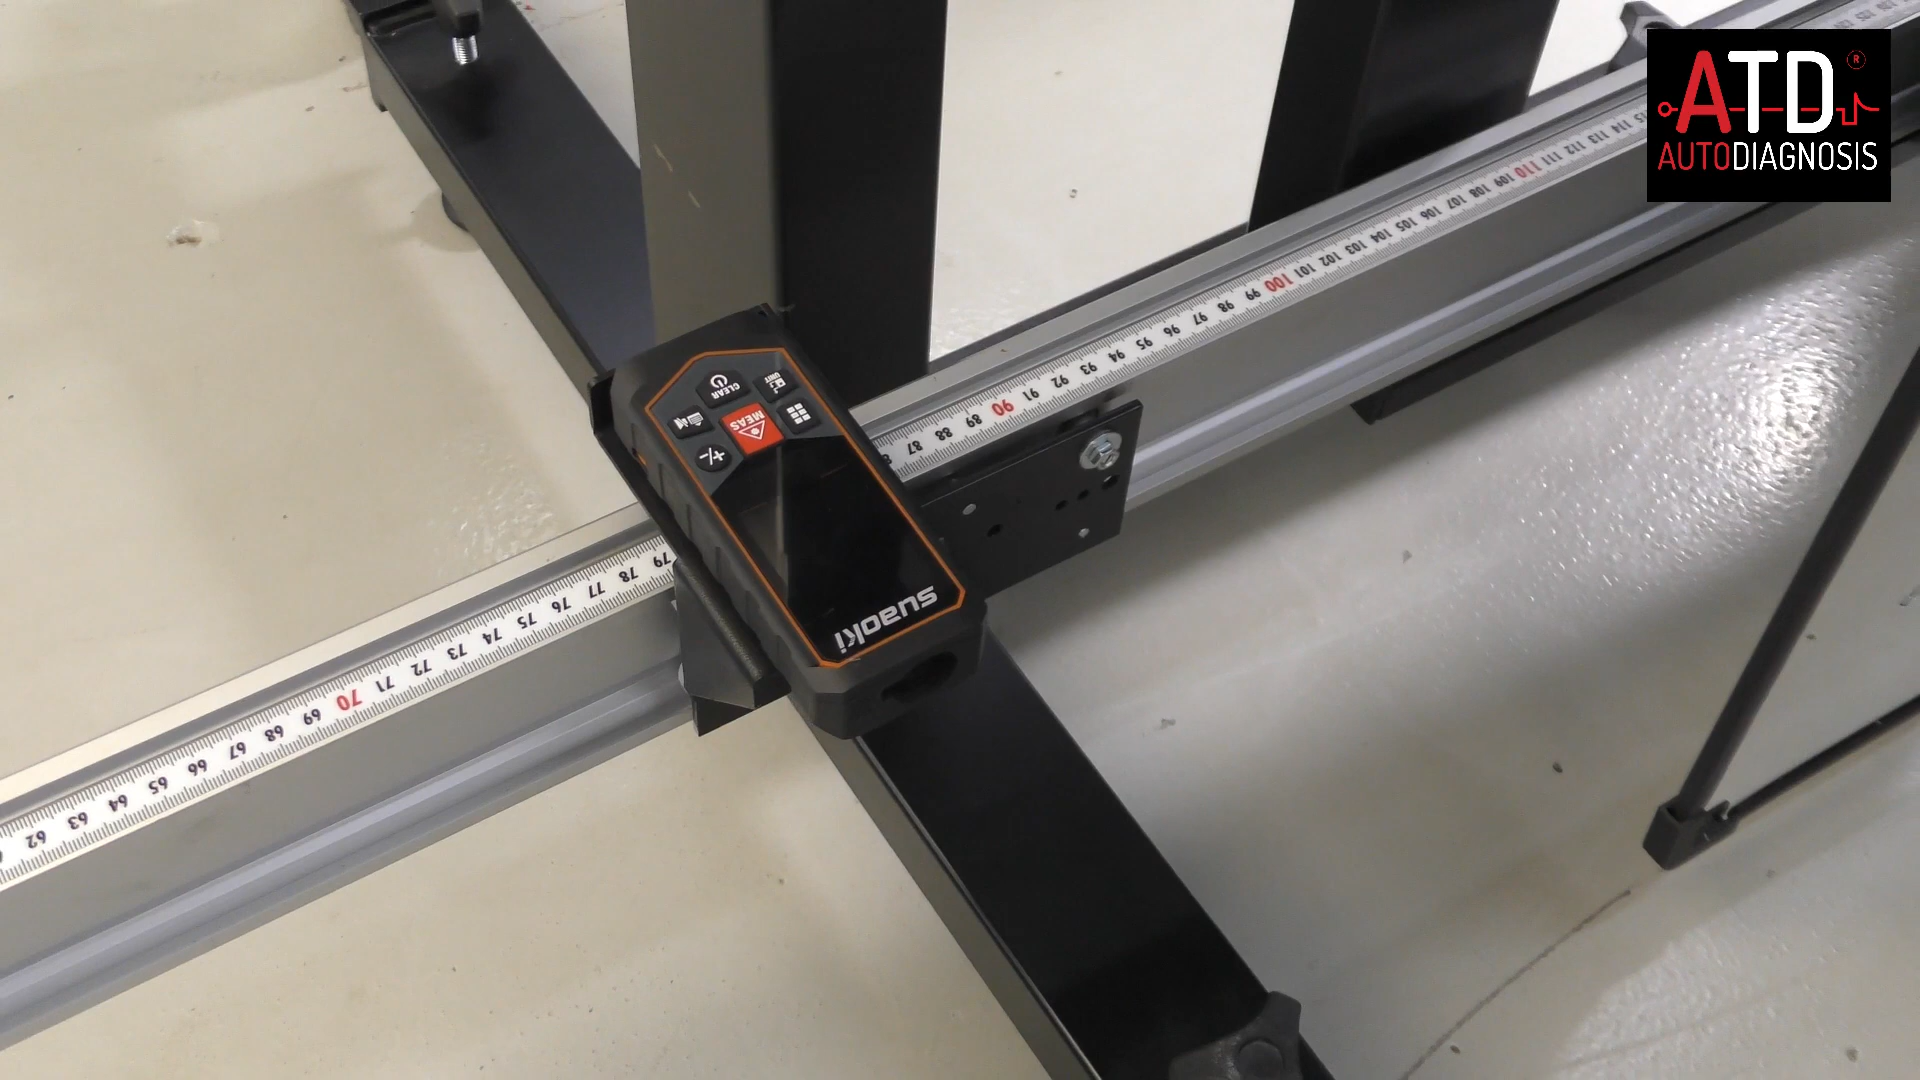 ATD®
AUTODIAGNOSIS
suaoki
MEAS
CLEAR
UNIT
+/-
62 63 64 65 66 67 68 69 70 71 72 73 74 75 76 77 78 79
87 88 89 90 91 92 93 94 95 96 97 98 99 100 101 102 103 104 105 106 107 108 109 110 111 112 113 114 115